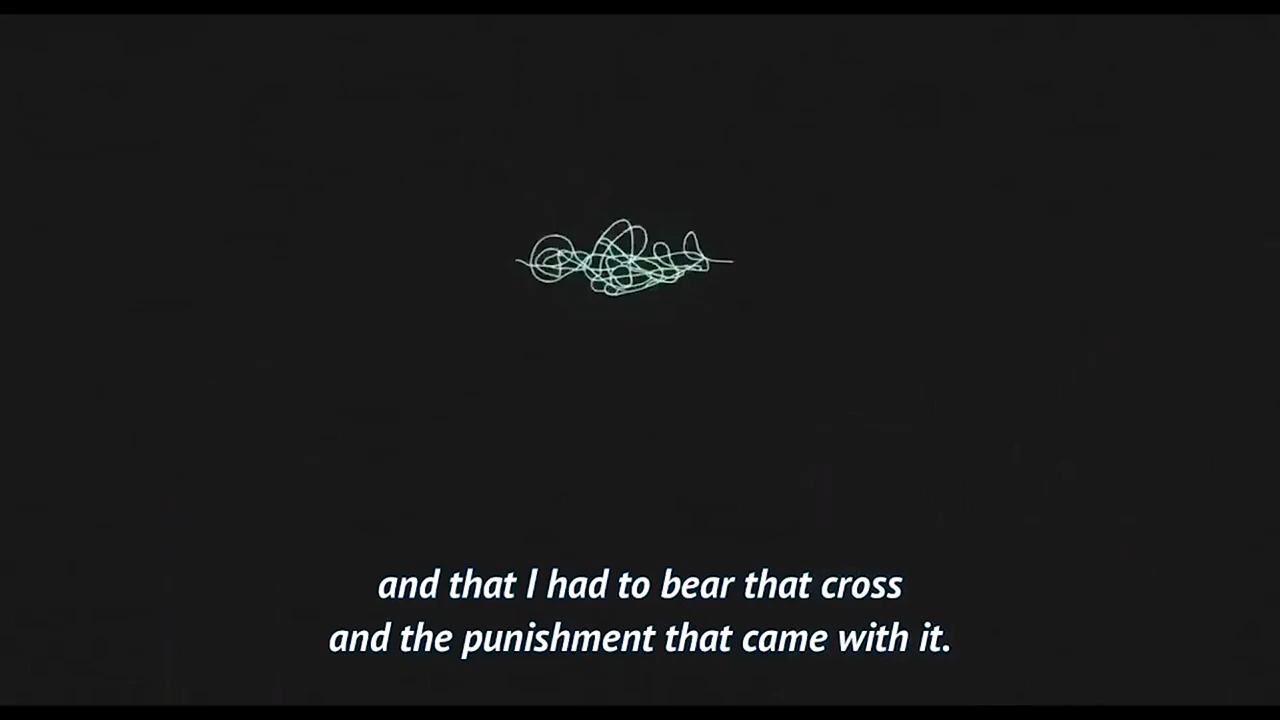 and that I had to bear that cross
and the punishment that came with it.